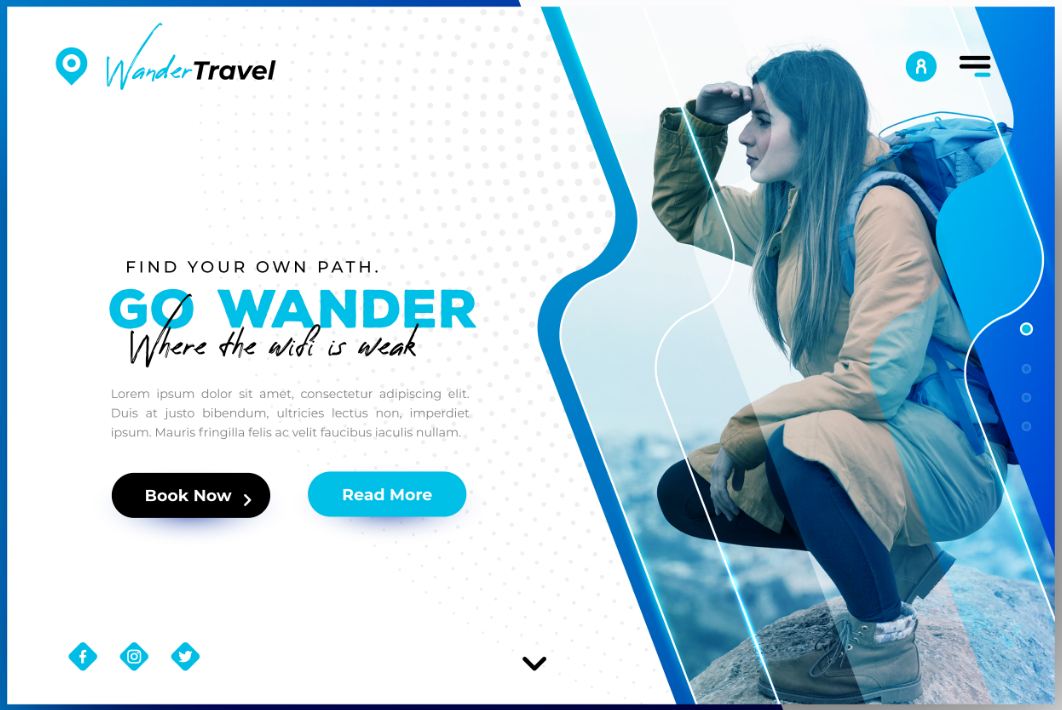 WanderTravel
FIND YOUR OWN PATH.
GO WANDER
Where the wifi is weak
Lorem ipsum dolor sit amet, consectetur adipiscing elit.
Duis at justo bibendum, ultricies lectus non, imperdiet
ipsum. Mauris fringilla felis ac velit faucibus iaculis nullam.
Book Now
Read More